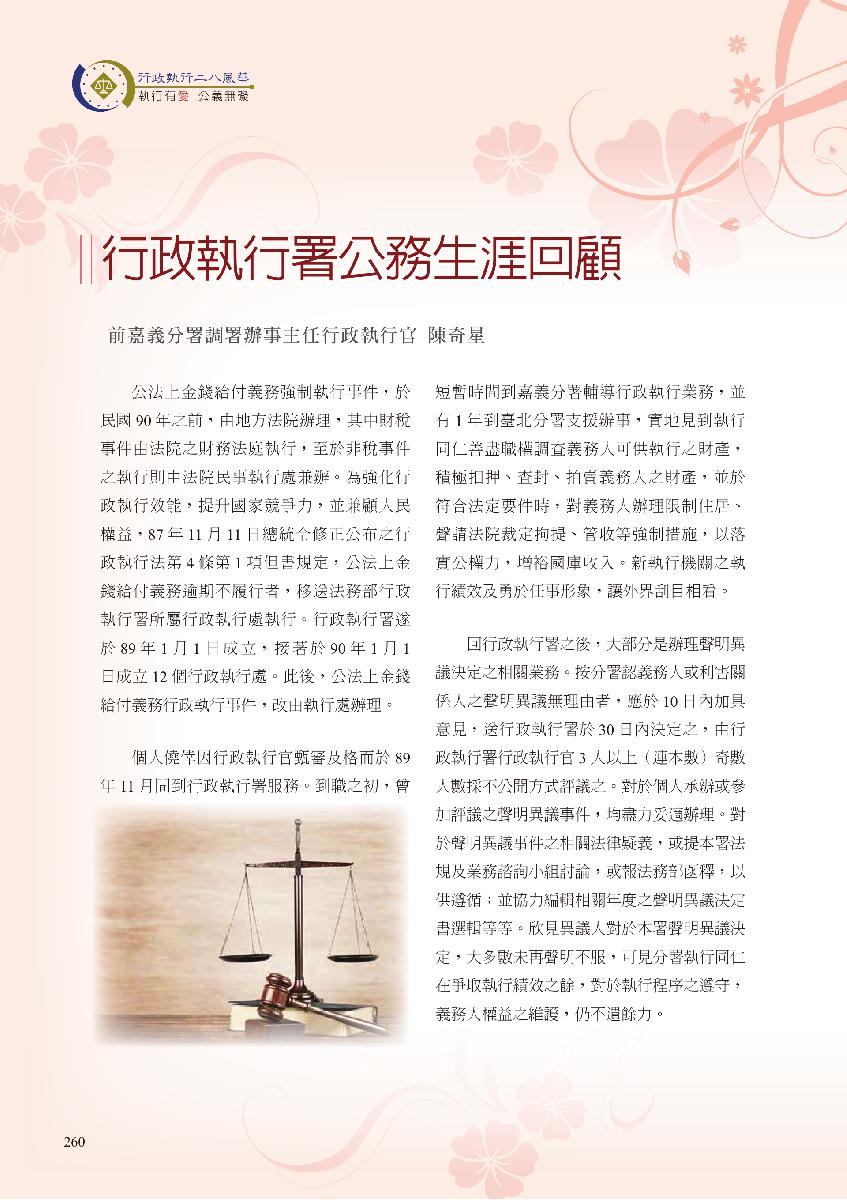 行政執行二八風華
執行有愛 公義無礙
行政執行署公務生涯回顧
前嘉義分署調署辦事主任行政執行官 陳奇星
公法上金錢給付義務強制執行事件，於
民國 90 年之前，由地方法院辦理，其中財稅
事件由法院之財務法庭執行，至於非稅事件
之執行則由法院民事執行處兼辦。為強化行
政執行效能，提升國家競爭力，並兼顧人民
權益，87 年 11 月 11 日總統令修正公布之行
政執行法第 4 條第 1 項但書規定，公法上金
錢給付義務逾期不履行者，移送法務部行政
執行署所屬行政執行處執行。行政執行署遂
於 89 年 1 月 1 日成立，接著於 90 年 1 月 1
日成立 12 個行政執行處。此後，公法上金錢
給付義務行政執行事件，改由執行處辦理。
個人僥倖因行政執行官甄審及格而於 89
年 11 月間到行政執行署服務。到職之初，曾
短暫時間到嘉義分署輔導行政執行業務，並
有 1 年到臺北分署支援辦事，實地見到執行
同仁善盡職權調查義務人可供執行之財產，
積極扣押、查封、拍賣義務人之財產，並於
符合法定要件時，對義務人辦理限制住居、
聲請法院裁定拘提、管收等強制措施，以落
實公權力，增裕國庫收入。新執行機關之執
行績效及勇於任事形象，讓外界刮目相看。
回行政執行署之後，大部分是辦理聲明異
議決定之相關業務。按分署認義務人或利害關
係人之聲明異議無理由者，應於 10 日內加具
意見，送行政執行署於 30 日內決定之，由行
政執行署行政執行官 3 人以上（連本數）奇數
人數採不公開方式評議之。對於個人承辦或參
加評議之聲明異議事件，均盡力妥適辦理。對
於聲明異議事件之相關法律疑義，或提本署法
規及業務諮詢小組討論，或報法務部函釋，以
供遵循；並協力編輯相關年度之聲明異議決定
書選輯等等。欣見異議人對於本署聲明異議決
定，大多數未再聲明不服，可見分署執行同仁
在爭取執行績效之餘，對於執行程序之遵守，
義務人權益之維護，仍不遺餘力。
260